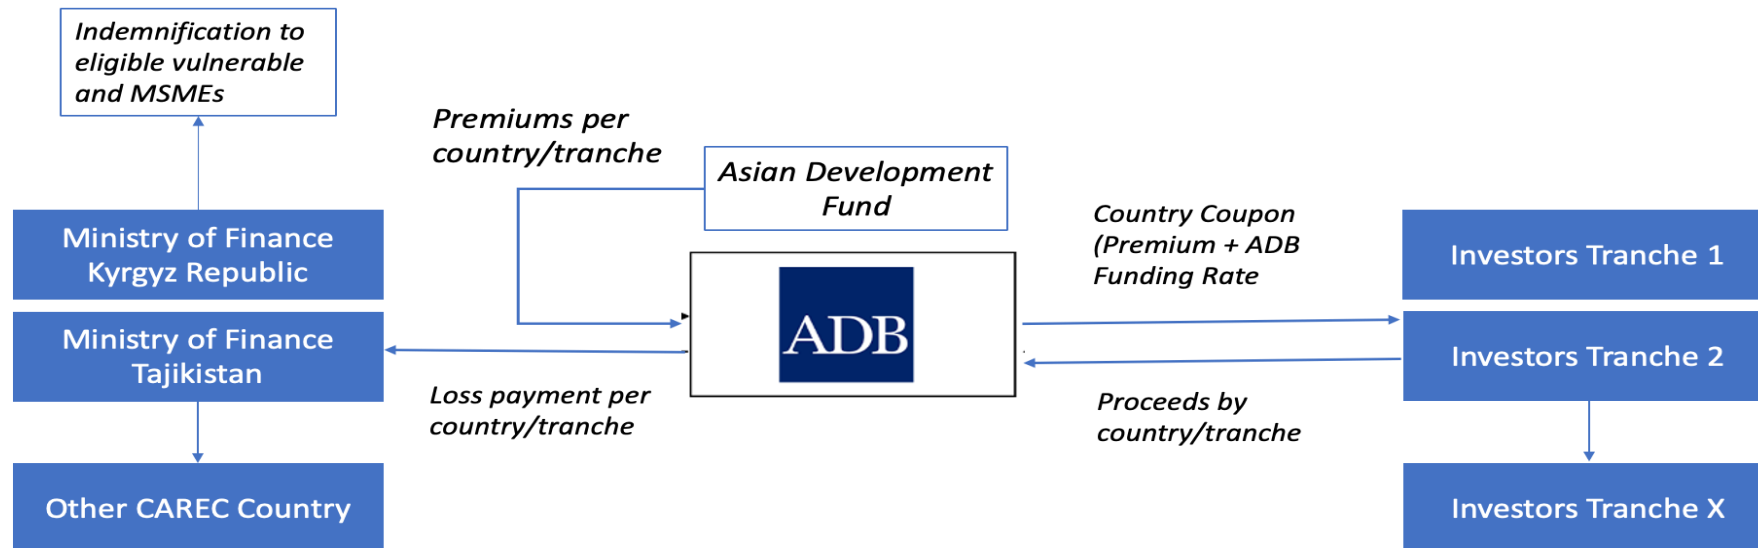 Indemnification to
eligible vulnerable
and MSMEs
Premiums per
country/tranche
Asian Development
Fund
Ministry of Finance
Kyrgyz Republic
Country Coupon
(Premium + ADB
Funding Rate
Investors Tranche 1
ADB
Ministry of Finance
Tajikistan
Investors Tranche 2
Loss payment per
country/tranche
Proceeds by
country/tranche
Other CAREC Country
Investors Tranche X